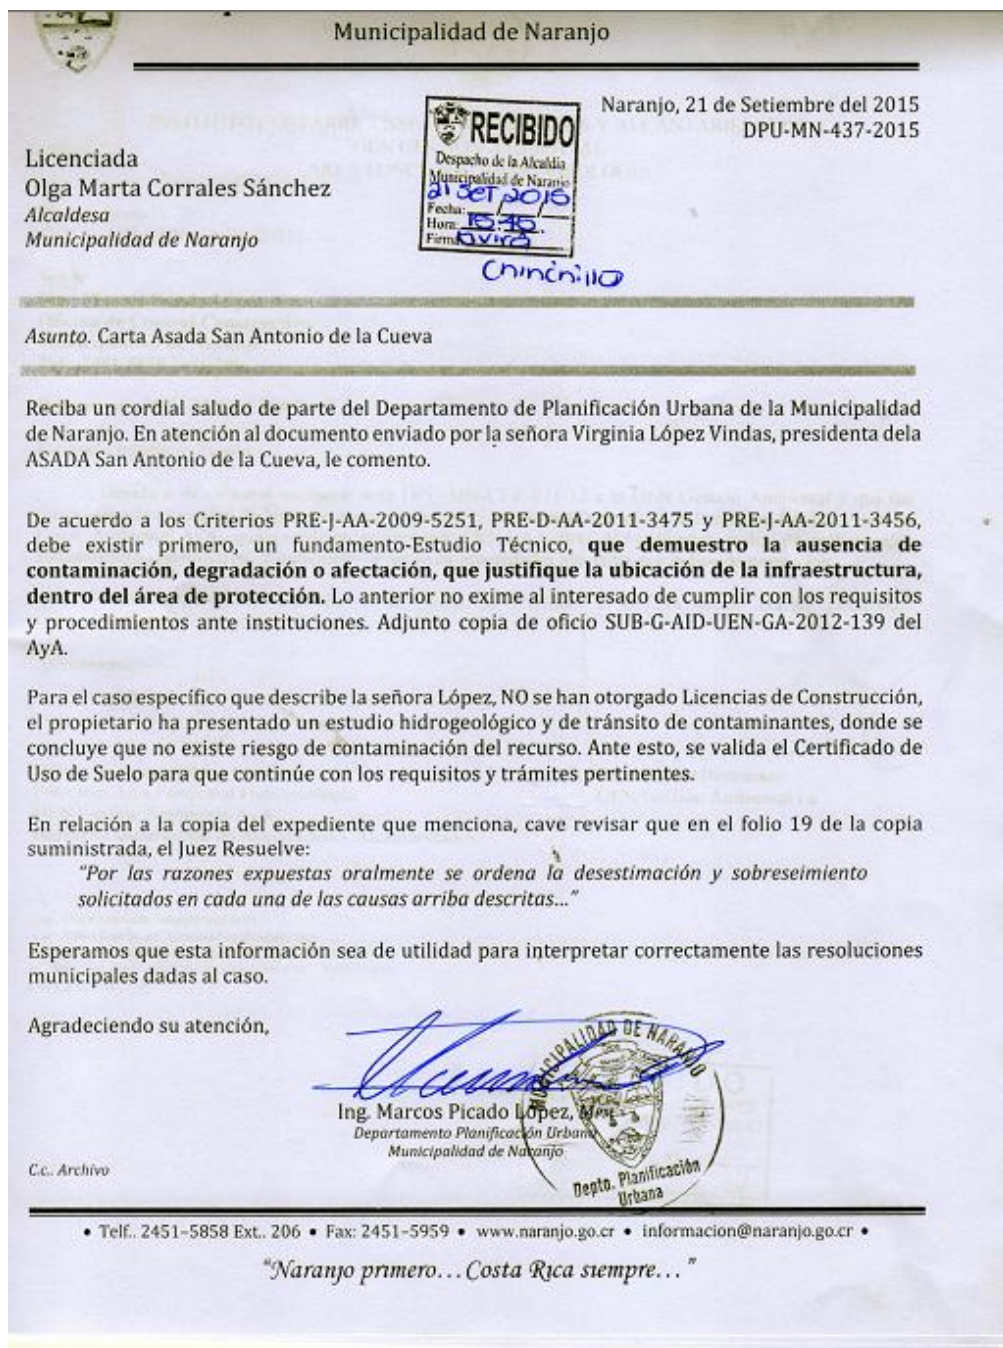 Municipalidad de Naranjo
Naranjo, 21 de Setiembre del 2015
DPU-MN-437-2015
RECIBIDO
Despacho de la Alcaldía
Municipalidad de Naranjo
21 SET 2015
Fecha:
Hora: 15:45.
Firma
Licenciada
Olga Marta Corrales Sánchez
Alcaldesa
Municipalidad de Naranjo
Asunto. Carta Asada San Antonio de la Cueva
Reciba un cordial saludo de parte del Departamento de Planificación Urbana de la Municipalidad
de Naranjo. En atención al documento enviado por la señora Virginia López Vindas, presidenta dela
ASADA San Antonio de la Cueva, le comento.
De acuerdo a los Criterios PRE-J-AA-2009-5251, PRE-D-AA-2011-3475 y PRE-J-AA-2011-3456,
debe existir primero, un fundamento-Estudio Técnico, que demuestro la ausencia de
contaminación, degradación o afectación, que justifique la ubicación de la infraestructura,
dentro del área de protección. Lo anterior no exime al interesado de cumplir con los requisitos
y procedimientos ante instituciones. Adjunto copia de oficio SUB-G-AID-UEN-GA-2012-139 del
AyA.
Para el caso específico que describe la señora López, NO se han otorgado Licencias de Construcción,
el propietario ha presentado un estudio hidrogeológico y de tránsito de contaminantes, donde se
concluye que no existe riesgo de contaminación del recurso. Ante esto, se valida el Certificado de
Uso de Suelo para que continúe con los requisitos y trámites pertinentes.
En relación a la copia del expediente que menciona, cave revisar que en el folio 19 de la copia
suministrada, el Juez Resuelve:
"Por las razones expuestas oralmente se ordena la desestimación y sobreseimiento
solicitados en cada una de las causas arriba descritas..."
Esperamos que esta información sea de utilidad para interpretar correctamente las resoluciones
municipales dadas al caso.
Agradeciendo su atención,
Ing. Marcos Picado López,
Departamento Planificación Urbana
Municipalidad de Naranjo
MUNICIPALIDAD DE NARANJO
Depto. Planificación
Urbana
C.c.. Archivo
• Telf.. 2451-5858 Ext.. 206 • Fax: 2451-5959 • www.naranjo.go.cr • informacion@naranjo.go.cr •
"Naranjo primero... Costa Rica siempre..."